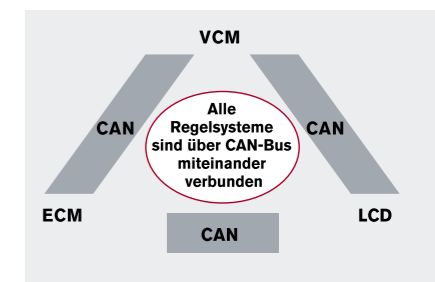 VCM
CAN
Alle
Regelsysteme
sind über CAN-Bus
miteinander
verbunden
CAN
ECM
LCD
CAN